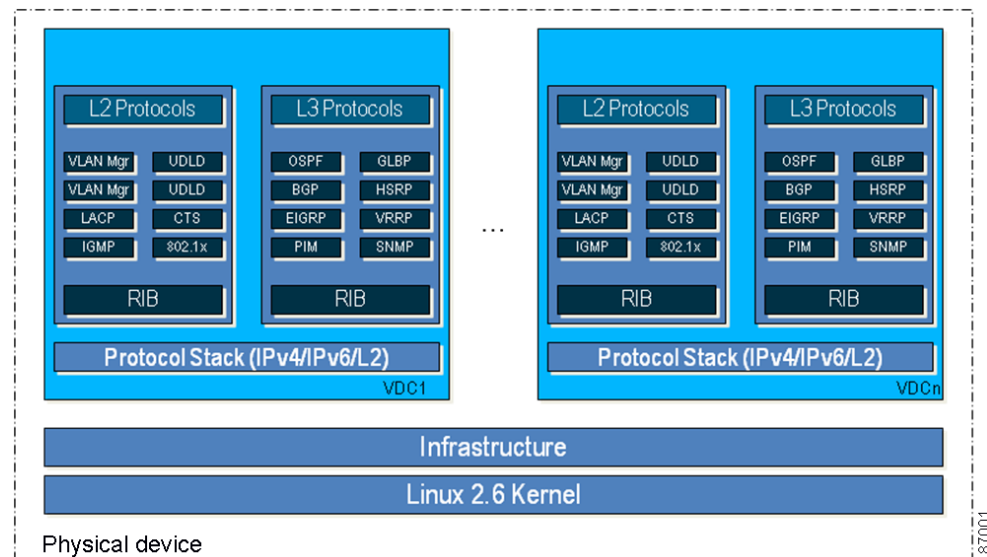 L2 Protocols
VLAN Mgr UDLD
VLAN Mgr UDLD
LACP CTS
IGMP 802.1x
RIB
L3 Protocols
OSPF GLBP
BGP HSRP
EIGRP VRRP
PIM SNMP
RIB
Protocol Stack (IPv4/IPv6/L2)
VDC1
...
L2 Protocols
VLAN Mgr UDLD
VLAN Mgr UDLD
LACP CTS
IGMP 802.1x
RIB
L3 Protocols
OSPF GLBP
BGP HSRP
EIGRP VRRP
PIM SNMP
RIB
Protocol Stack (IPv4/IPv6/L2)
VDCn
Infrastructure
Linux 2.6 Kernel
Physical device
87001